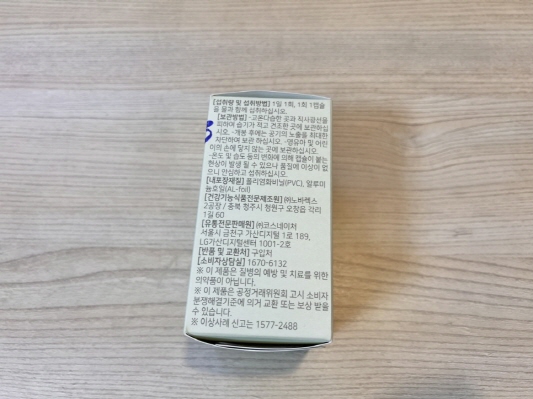 [섭취량 및 섭취방법] 1일 1회, 1회 1캡슐
을 물과 함께 섭취하십시오.
[보관방법] -고온다습한 곳과 직사광선을
피하며 습기가 적고 건조한 곳에 보관하십
시오. -개봉 후에는 공기의 노출을 최대한
차단하여 보관 하십시오. -영유아 및 어린
이의 손에 닿지 않는 곳에 보관하십시오.
-온도 및 습도 등의 변화에 의해 캡슐이 붙는
현상이 발생 될 수 있으나 품질에 이상이 없
으니 안심하고 섭취하십시오.
[내포장재질] 폴리염화비닐(PVC), 알루미
늄호일(AL-foil)
[건강기능식품전문제조원] ㈜노바렉스
2공장 / 충북 청주시 청원구 오창읍 각리
1길 60
[유통전문판매원] ㈜코스네이처
서울시 금천구 가산디지털 1로 189,
LG가산디지털센터 1001-2호
[반품 및 교환처] 구입처
[소비자상담실] 1670-6132
※ 이 제품은 질병의 예방 및 치료를 위한
의약품이 아닙니다.
※ 이 제품은 공정거래위원회 고시 소비자
분쟁해결기준에 의거 교환 또는 보상 받을
수 있습니다.
※ 이상사례 신고는 1577-2488